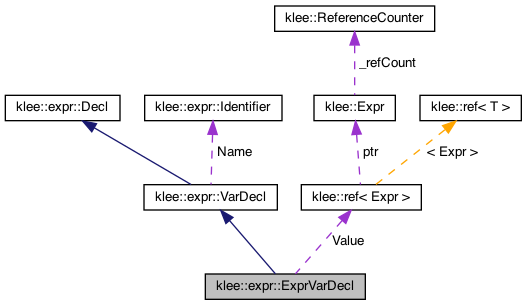 klee::ReferenceCounter
_refCount
klee::expr::Decl
klee::expr::Identifier
klee::Expr
klee::ref< T >
Name
ptr
< Expr >
klee::expr::VarDecl
klee::ref< Expr >
Value
klee::expr::ExprVarDecl